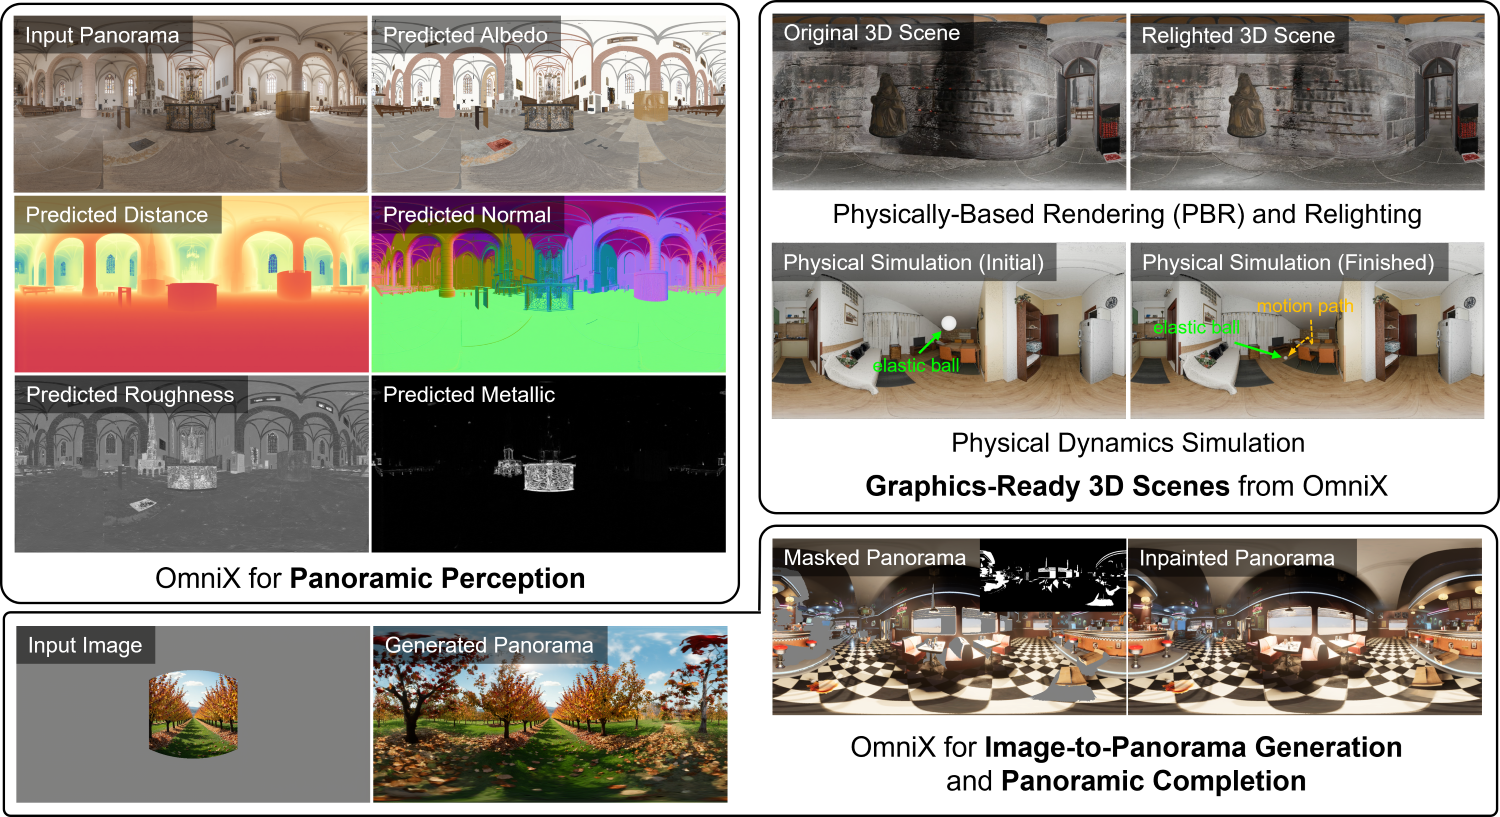 Input Panorama
Predicted Albedo
Predicted Distance
Predicted Normal
Predicted Roughness
Predicted Metallic
OmniX for Panoramic Perception
Original 3D Scene
Relighted 3D Scene
Physically-Based Rendering (PBR) and Relighting
Physical Simulation (Initial)
elastic ball
Physical Simulation (Finished)
motion path
elastic ball
Physical Dynamics Simulation
Graphics-Ready 3D Scenes from OmniX
Input Image
Generated Panorama
Masked Panorama
Inpainted Panorama
OmniX for Image-to-Panorama Generation
and Panoramic Completion